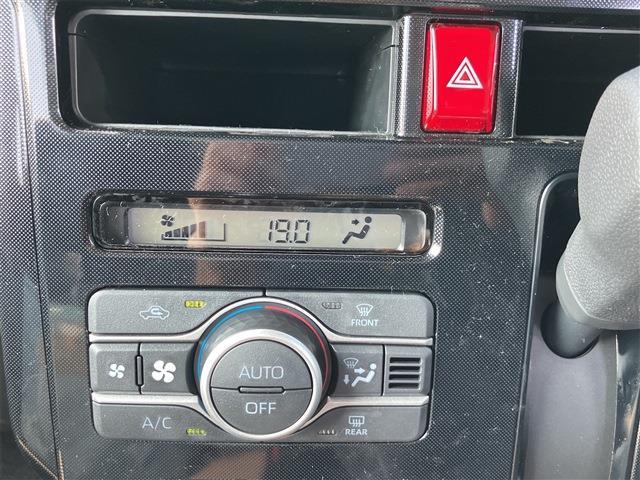 19.0
FRONT
AUTO
OFF
A/C
REAR